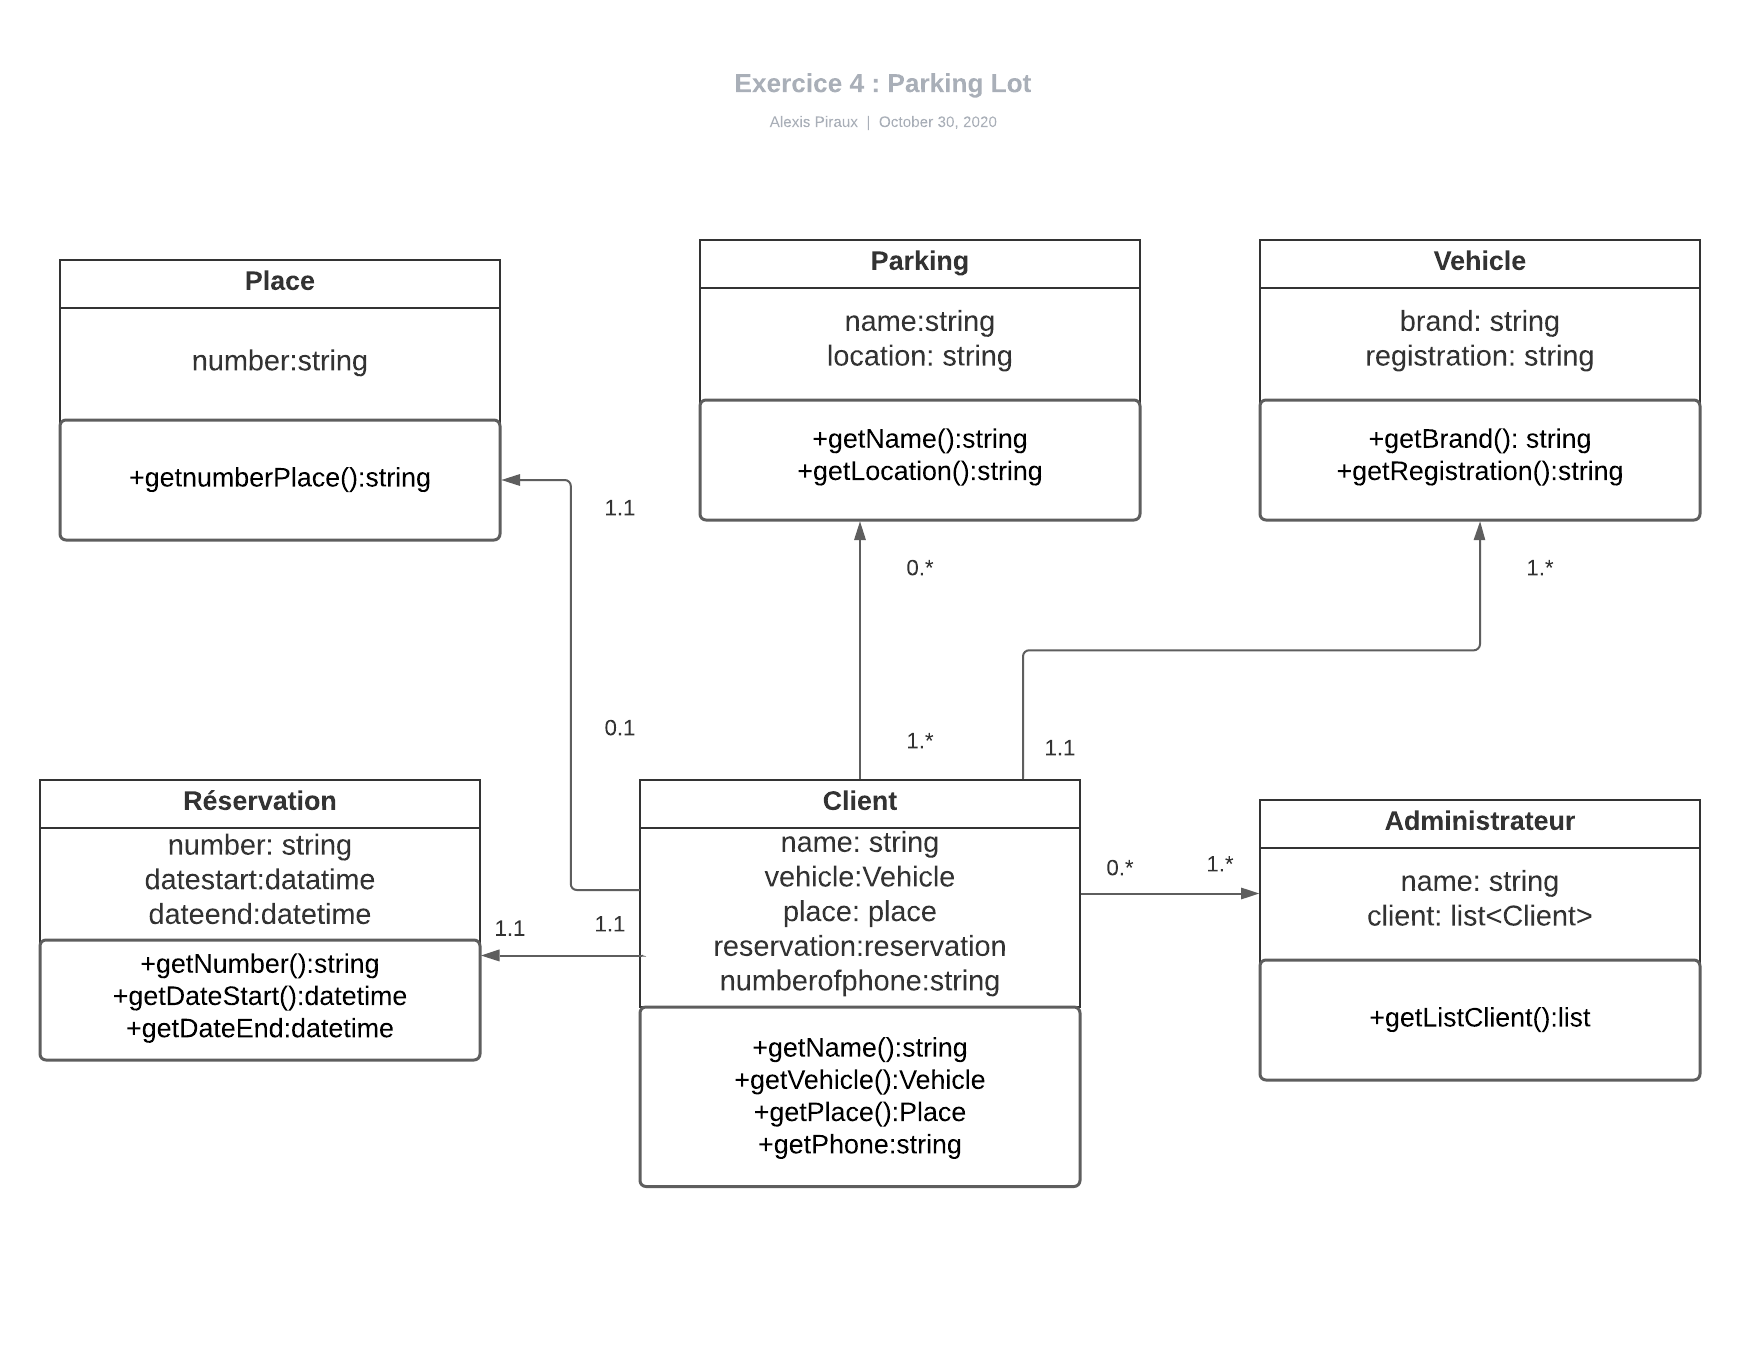 Exercice 4 : Parking Lot
Alexis Piraux | October 30, 2020
Place
number:string
+getnumberPlace():string
Parking
name:string
location: string
+getName():string
+getLocation():string
Vehicle
brand: string
registration: string
+getBrand(): string
+getRegistration():string
1.1
0.*
1.*
0.1
1.*
1.1
Réservation
number: string
datestart:datatime
dateend:datetime
+getNumber():string
+getDateStart():datetime
+getDateEnd:datetime
1.1
1.1
Client
name: string
vehicle:Vehicle
place: place
reservation:reservation
numberofphone:string
+getName():string
+getVehicle():Vehicle
+getPlace():Place
+getPhone:string
0.*
1.*
Administrateur
name: string
client: list<Client>
+getListClient():list